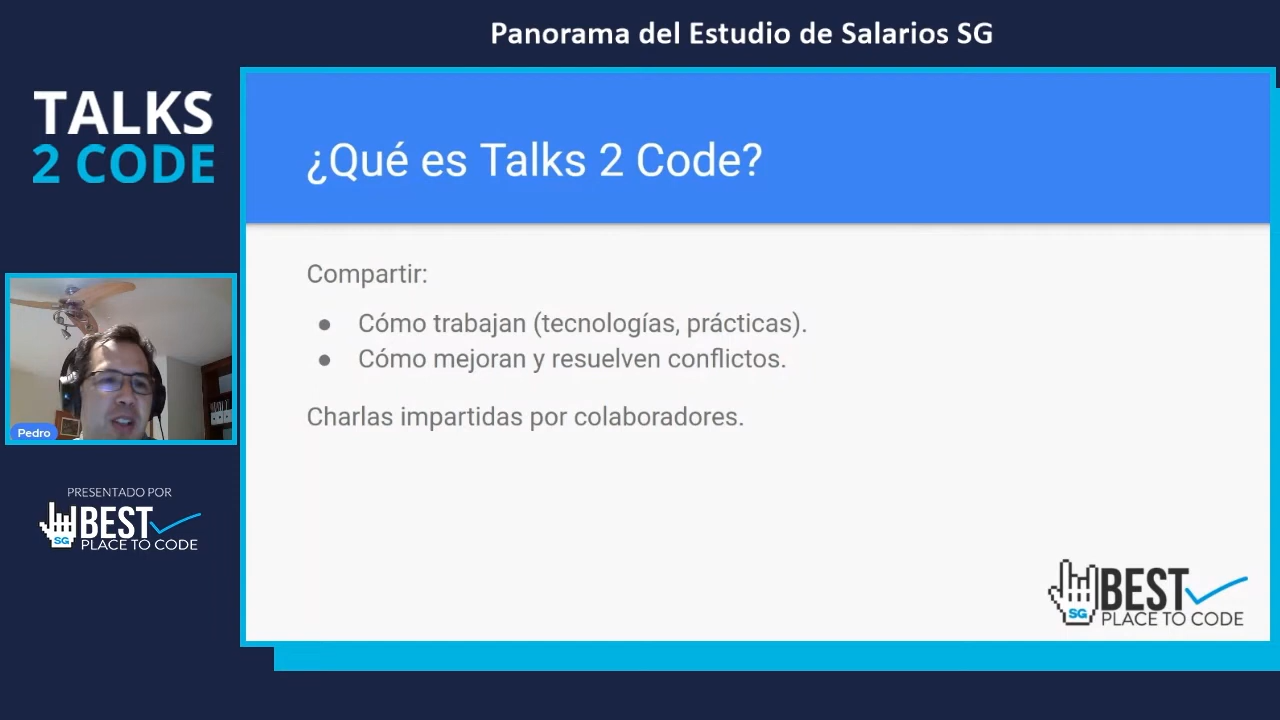 Panorama del Estudio de Salarios SG
TALKS
2 CODE
¿Qué es Talks 2 Code?
Compartir:
● Cómo trabajan (tecnologías, prácticas).
● Cómo mejoran y resuelven conflictos.
Charlas impartidas por colaboradores.
Pedro
PRESENTADO POR
SG
BEST
PLACE TO CODE
SG
BEST
PLACE TO CODE